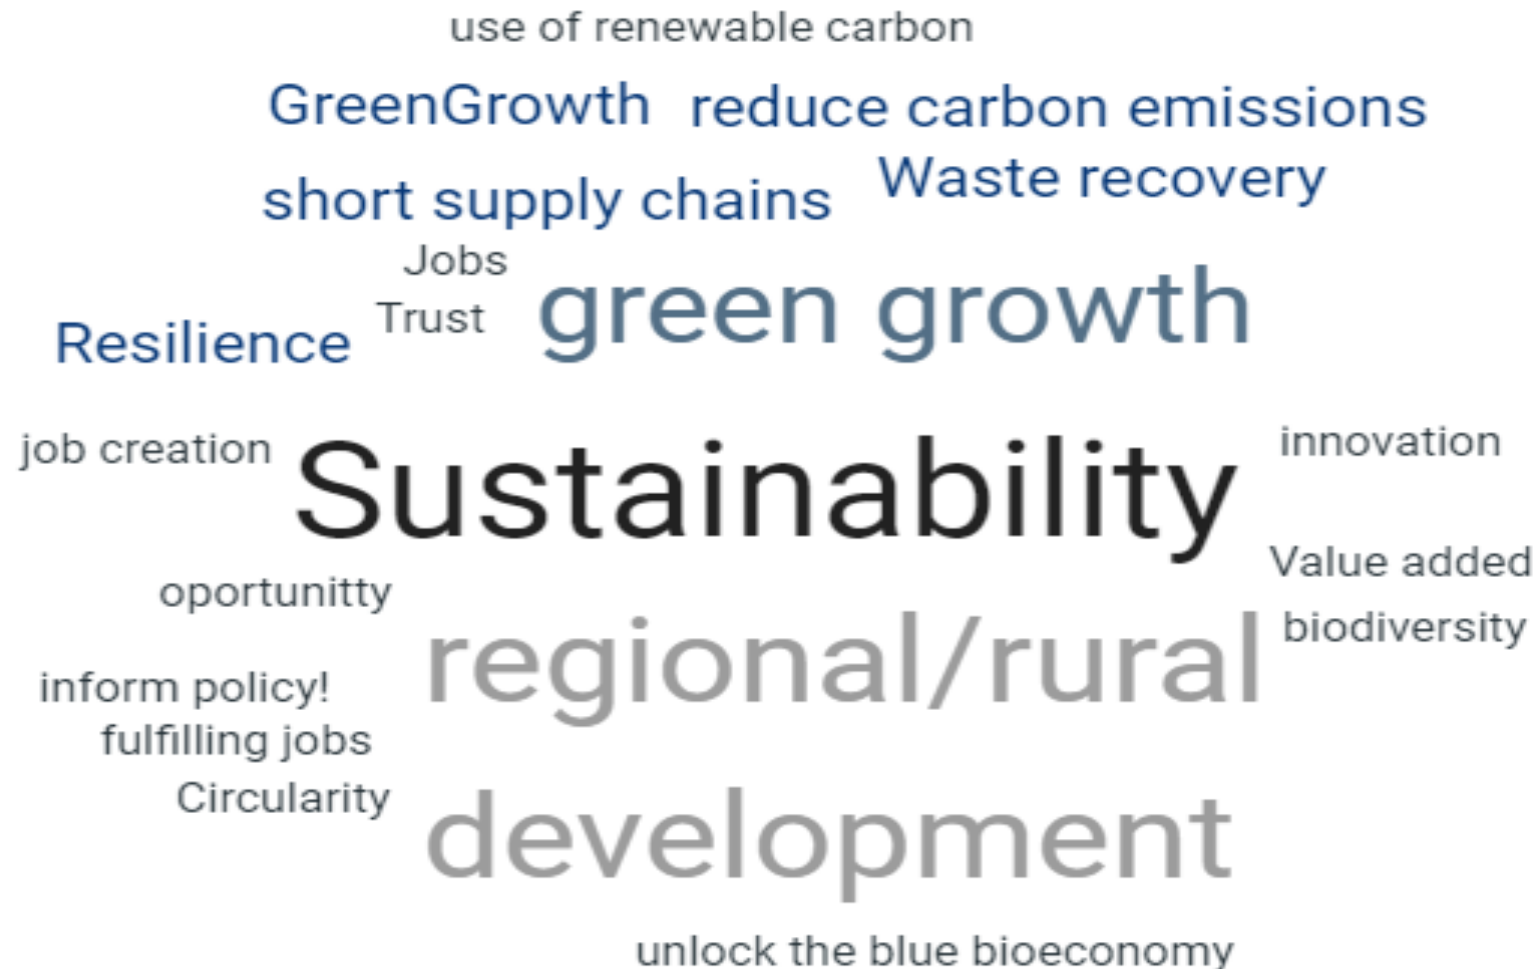 use of renewable carbon
GreenGrowth reduce carbon emissions
short supply chains Waste recovery
Jobs
Trust green growth
Resilience
job creation Sustainability innovation
Value added
oportunitty
regional/rural biodiversity
inform policy!
fulfilling jobs
Circularity
development
unlock the blue bioeconomy